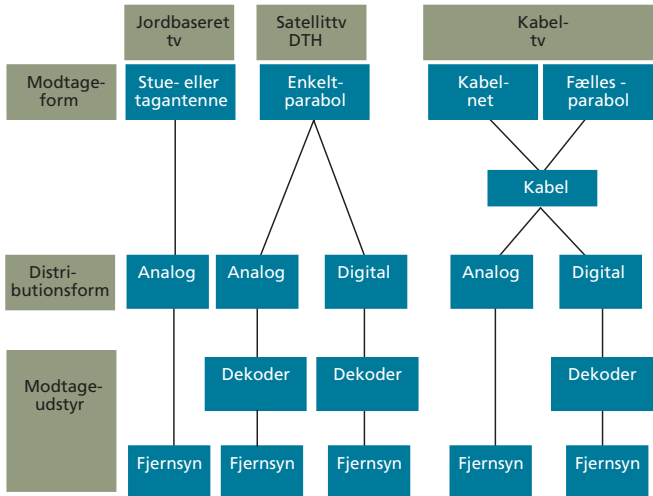 Jordbaseret
tv
Satellittv
DTH
Kabel-
tv
Modtage-
form
Stue- eller
tagantenne
Enkelt-
parabol
Kabel-
net
Fælles -
parabol
Kabel
Distri-
butionsform
Analog
Analog
Digital
Analog
Digital
Modtage-
udstyr
Dekoder
Dekoder
Dekoder
Fjernsyn
Fjernsyn
Fjernsyn
Fjernsyn
Fjernsyn